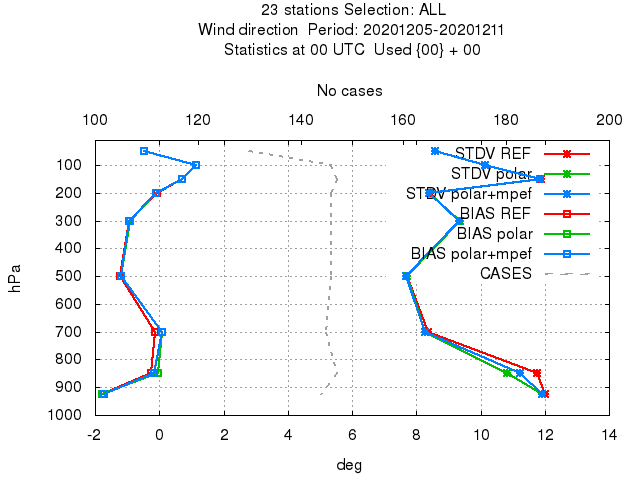 23 stations Selection: ALL
Wind direction  Period: 20201205-20201211
Statistics at 00 UTC  Used {00} + 00
No cases
100 120 140 160 180 200
100
200
300
400
500
600
700
800
900
1000
hPa
STDV REF
STDV polar
STDV polar+mpef
BIAS REF
BIAS polar
BIAS polar+mpef
CASES
-2 0 2 4 6 8 10 12 14
deg